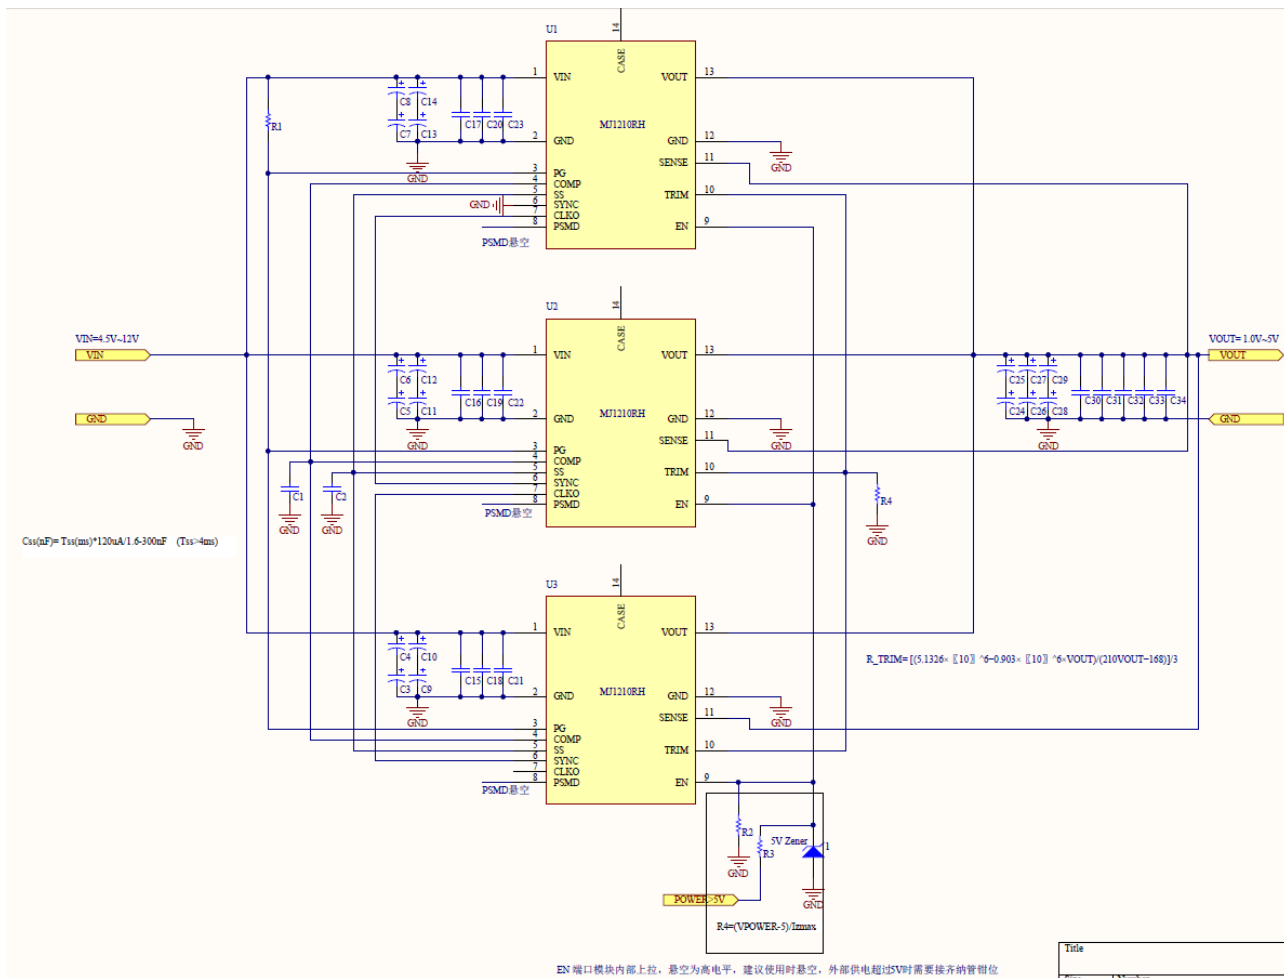 U1
14
CASE
1 VIN VOUT 13
C8 C14
R1
C7 C13 C17 C20 C23
MJ1210RH
2 GND GND 12
GND
SENSE 11
GND
3 PG
4 COMP
5 SS TRIM 10
GND 6 SYNC
7 CLKO
8 PSMD EN 9
PSMD悬空
U2
14
CASE
VIN=4.5V~12V
VOUT= 1.0V~5V
VIN
1 VIN VOUT 13
VOUT
C6 C12
C25 C27 C29
C5 C11 C16 C19 C22
C24 C26 C28 C30 C31 C32 C33 C34
MJ1210RH
GND
2 GND GND 12
GND
GND
GND
GND
GND
SENSE 11
3 PG
4 COMP
5 SS TRIM 10
6 SYNC
7 CLKO
8 PSMD EN 9
C1 C2
R4
PSMD悬空
GND GND
GND
Css(nF)= Tss(ms)*120uA/1.6-300nF (Tss>4ms)
U3
14
CASE
1 VIN VOUT 13
C4 C10
R_TRIM= [(5.1326×〖10〗^6−0.903×〖10〗^6×VOUT)/(210VOUT−168)]/3
C3 C9 C15 C18 C21
MJ1210RH
2 GND GND 12
GND
GND
SENSE 11
3 PG
4 COMP
5 SS TRIM 10
6 SYNC
7 CLKO
8 PSMD EN 9
PSMD悬空
R2
5V Zener 1
R3
GND
POWER>5V
GND
R4=(VPOWER-5)/Izmax
EN 端口模块内部上拉，悬空为高电平，建议使用时悬空，外部供电超过5V时需要接齐纳管钳位
Title